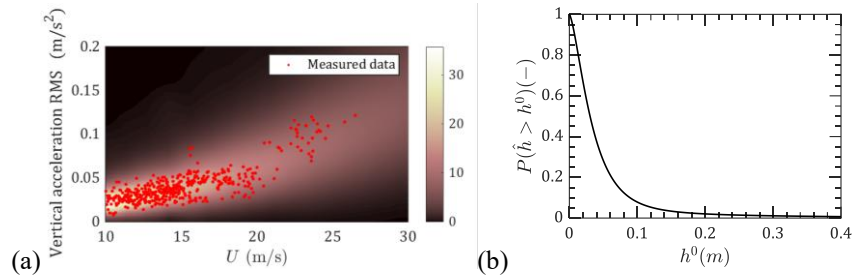 (a)
Vertical acceleration RMS (m/s²)
0.2
0.15
0.1
0.05
0
10 15 20 25 30
U (m/s)
Measured data
30
20
10
0
(b)
P(ĥ > h⁰)(−)
1
0.8
0.6
0.4
0.2
0
0 0.1 0.2 0.3 0.4
h⁰(m)